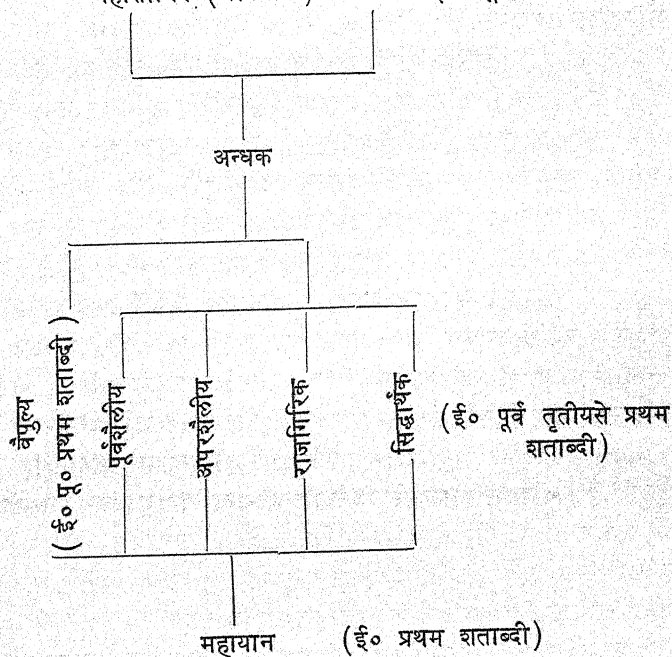 अन्धक
वैपुल्य
( ई० पू० प्रथम शताब्दी )
पूर्वशैलीय
अपरशैलीय
राजगिरिक
सिद्धार्थक
(ई० पूर्व तृतीयसे प्रथम
शताब्दी)
महायान (ई० प्रथम शताब्दी)